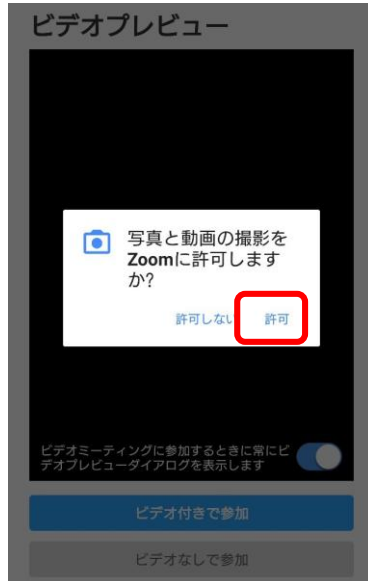 ビデオプレビュー
写真と動画の撮影を
Zoomに許可します
か?
許可しない
許可
ビデオミーティングに参加するときに常にビ
デオプレビューダイアログを表示します
ビデオ付きで参加
ビデオなしで参加